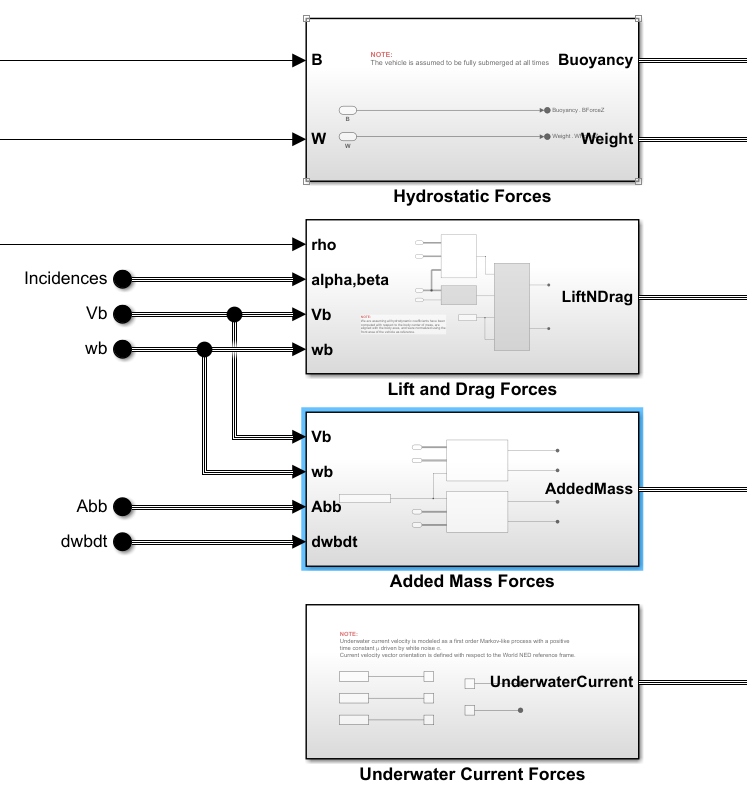 NOTE:
The vehicle is assumed to be fully submerged at all times
B
Buoyancy
Buoyancy . BForceZ
B
W
Weight . W
Weight
W
Hydrostatic Forces
rho
Incidences
alpha,beta
LiftNDrag
Vb
Vb
NOTE
wb
wb
Lift and Drag Forces
Vb
wb
AddedMass
Abb
Abb
dwbdt
dwbdt
Added Mass Forces
NOTE:
Underwater current velocity is modeled as a first order Markov-like process with a positive
time constant μ driven by white noise σ.
Current velocity vector orientation is defined with respect to the World NED reference frame.
UnderwaterCurrent
Underwater Current Forces